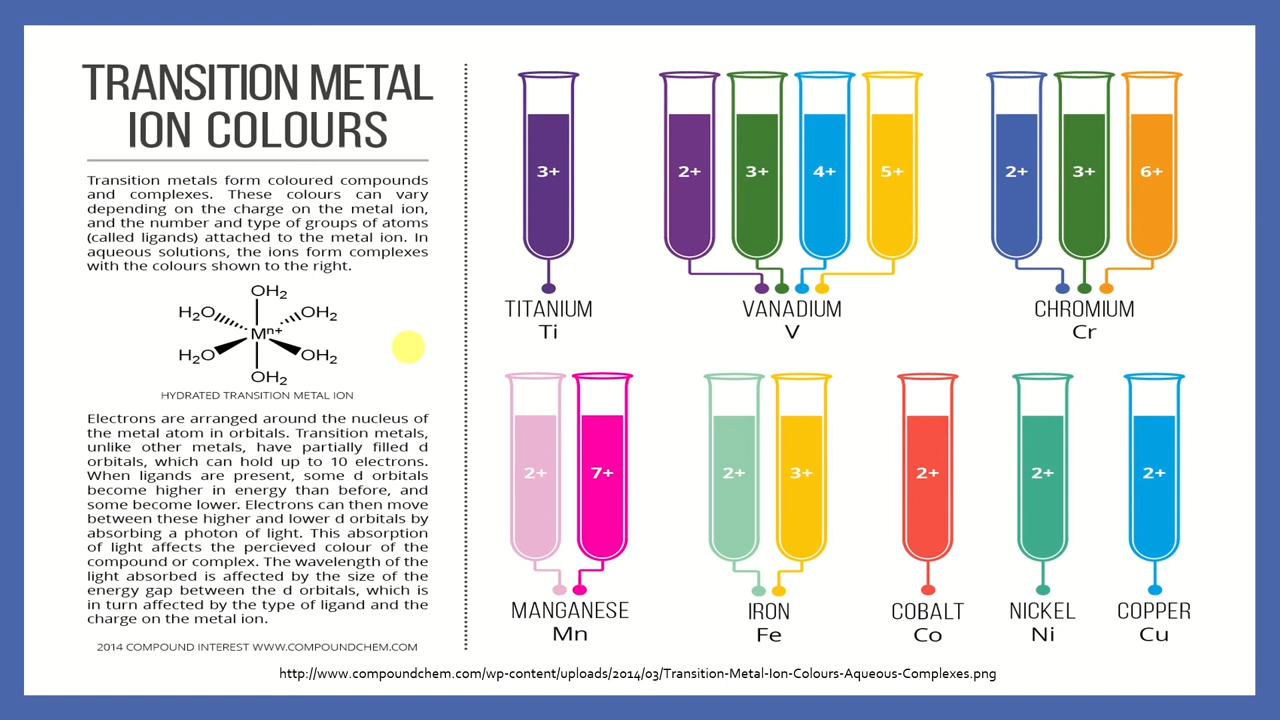 TRANSITION METAL
ION COLOURS
Transition metals form coloured compounds
and complexes. These colours can vary
depending on the charge on the metal ion,
and the number and type of groups of atoms
(called ligands) attached to the metal ion. In
aqueous solutions, the ions form complexes
with the colours shown to the right.
OH₂
H₂O OH₂
Mⁿ⁺
H₂O OH₂
OH₂
HYDRATED TRANSITION METAL ION
Electrons are arranged around the nucleus of
the metal atom in orbitals. Transition metals,
unlike other metals, have partially filled d
orbitals, which can hold up to 10 electrons.
When ligands are present, some d orbitals
become higher in energy than before, and
some become lower. Electrons can then move
between these higher and lower d orbitals by
absorbing a photon of light. This absorption
of light affects the percieved colour of the
compound or complex. The wavelength of the
light absorbed is affected by the size of the
energy gap between the d orbitals, which is
in turn affected by the type of ligand and the
charge on the metal ion.
2014 COMPOUND INTEREST WWW.COMPOUNDCHEM.COM
3+ 2+ 3+ 4+ 5+ 2+ 3+ 6+
TITANIUM VANADIUM CHROMIUM
Ti V Cr
2+ 7+ 2+ 3+ 2+ 2+ 2+
MANGANESE IRON COBALT NICKEL COPPER
Mn Fe Co Ni Cu
http://www.compoundchem.com/wp-content/uploads/2014/03/Transition-Metal-Ion-Colours-Aqueous-Complexes.png